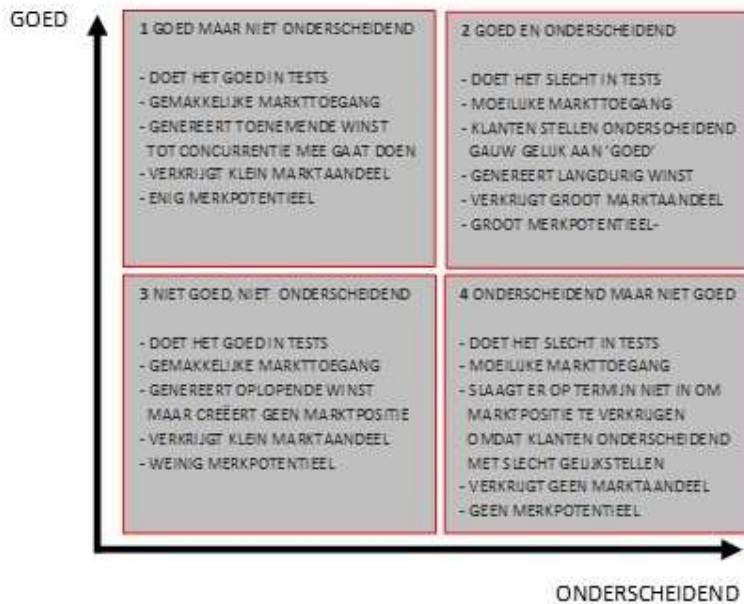 GOED
1 GOED MAAR NIET ONDERSCHEIDEND
- DOET HET GOED IN TESTS
- GEMAKKELIJKE MARKTTOEGANG
- GENEREERT TOENEMENDE WINST
TOT CONCURRENTIE MEE GAAT DOEN
- VERKRIJGT KLEIN MARKTAANDEEL
- ENIG MERKPOTENTIEEL
2 GOED EN ONDERSCHEIDEND
- DOET HET SLECHT IN TESTS
- MOEILIJKE MARKTTOEGANG
- KLANTEN STELLEN ONDERSCHEIDEND
GAUW GELIJK AAN 'GOED'
- GENEREERT LANGDURIG WINST
- VERKRIJGT GROOT MARKTAANDEEL
- GROOT MERKPOTENTIEEL-
3 NIET GOED, NIET ONDERSCHEIDEND
- DOET HET GOED IN TESTS
- GEMAKKELIJKE MARKTTOEGANG
- GENEREERT OPLOPENDE WINST
MAAR CREËERT GEEN MARKTPOSITIE
- VERKRIJGT KLEIN MARKTAANDEEL
- WEINIG MERKPOTENTIEEL
4 ONDERSCHEIDEND MAAR NIET GOED
- DOET HET SLECHT IN TESTS
- MOEILIJKE MARKTTOEGANG
- SLAAGT ER OP TERMIJN NIET IN OM
MARKTPOSITIE TE VERKRIJGEN
OMDAT KLANTEN ONDERSCHEIDEND
MET SLECHT GELIJKSTELLEN
- VERKRIJGT GEEN MARKTAANDEEL
- GEEN MERKPOTENTIEEL
ONDERSCHEIDEND